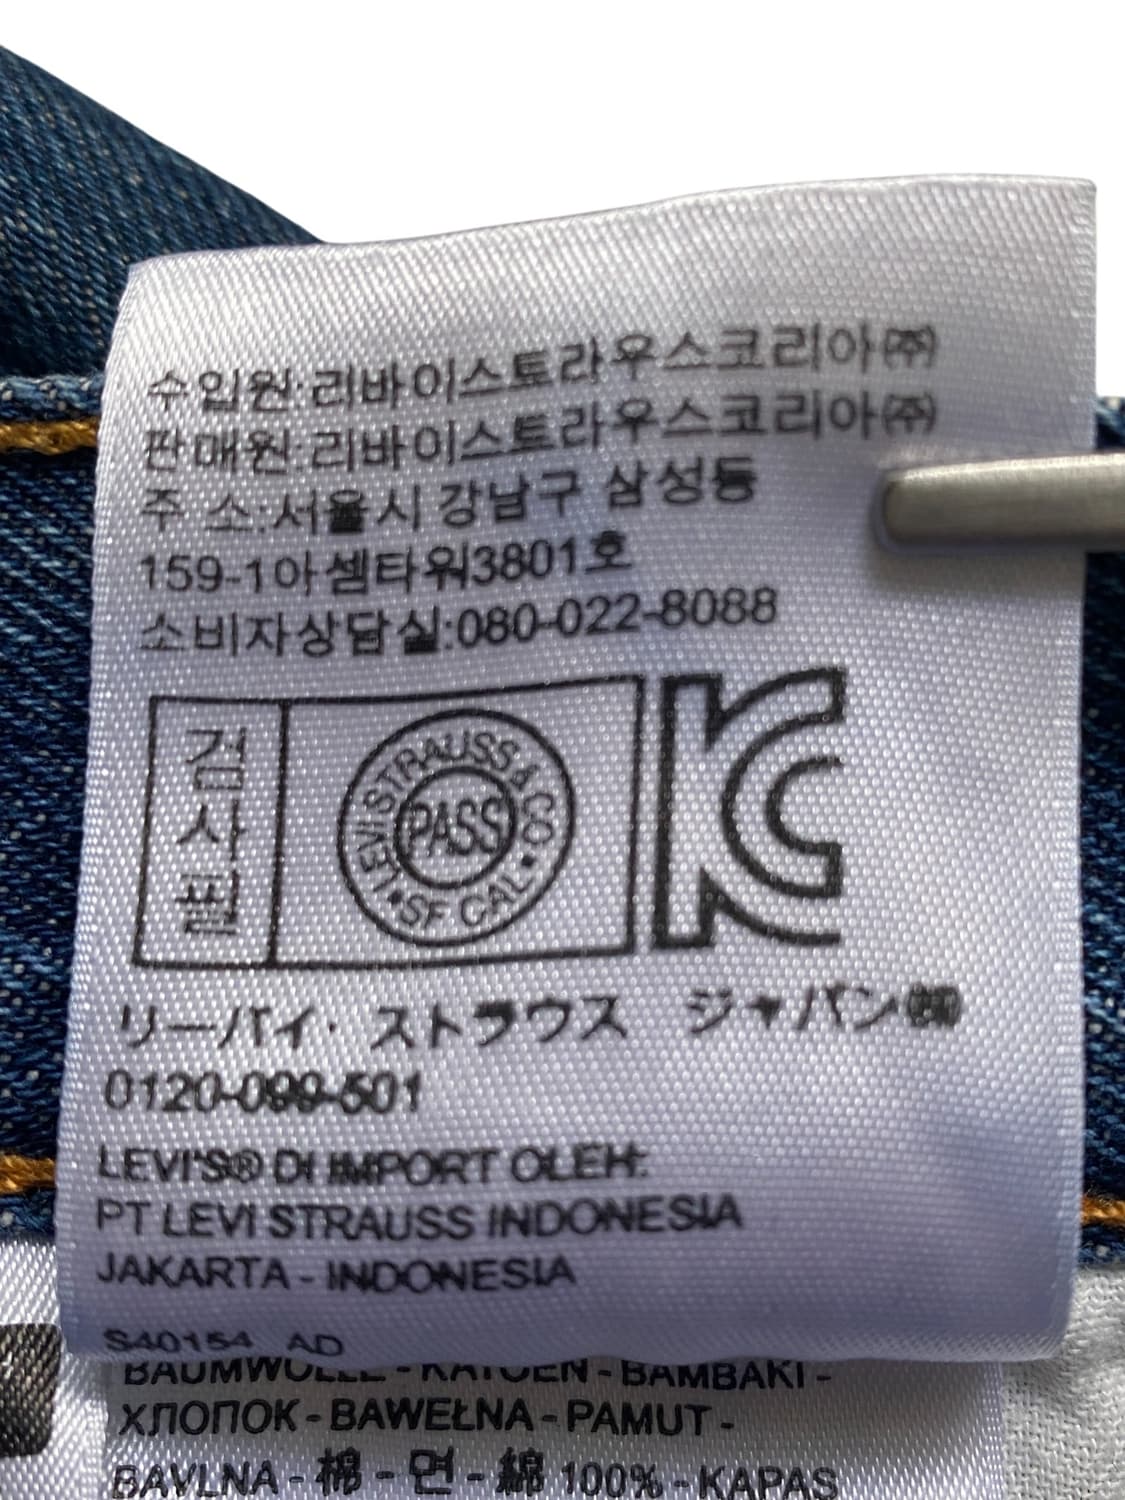 수입원:리바이스트라우스코리아㈜
판매원:리바이스트라우스코리아㈜
주 소:서울시 강남구 삼성동
159-1아셈타워3801호
소비자상담실:080-022-8088
검
사
필
LEVI STRAUSS & CO
PASS
• SF CAL •
KC
リーバイ・ストラウス ジャパン㈱
0120-099-501
LEVI'S® DI IMPORT OLEH:
PT LEVI STRAUSS INDONESIA
JAKARTA - INDONESIA
S40154 AD
BAUMWOLLE - KATOEN - BAMBAKI -
ХЛОПОК - BAWEŁNA - PAMUT -
BAVLNA - 棉 - 면 - 綿 100% - KAPAS